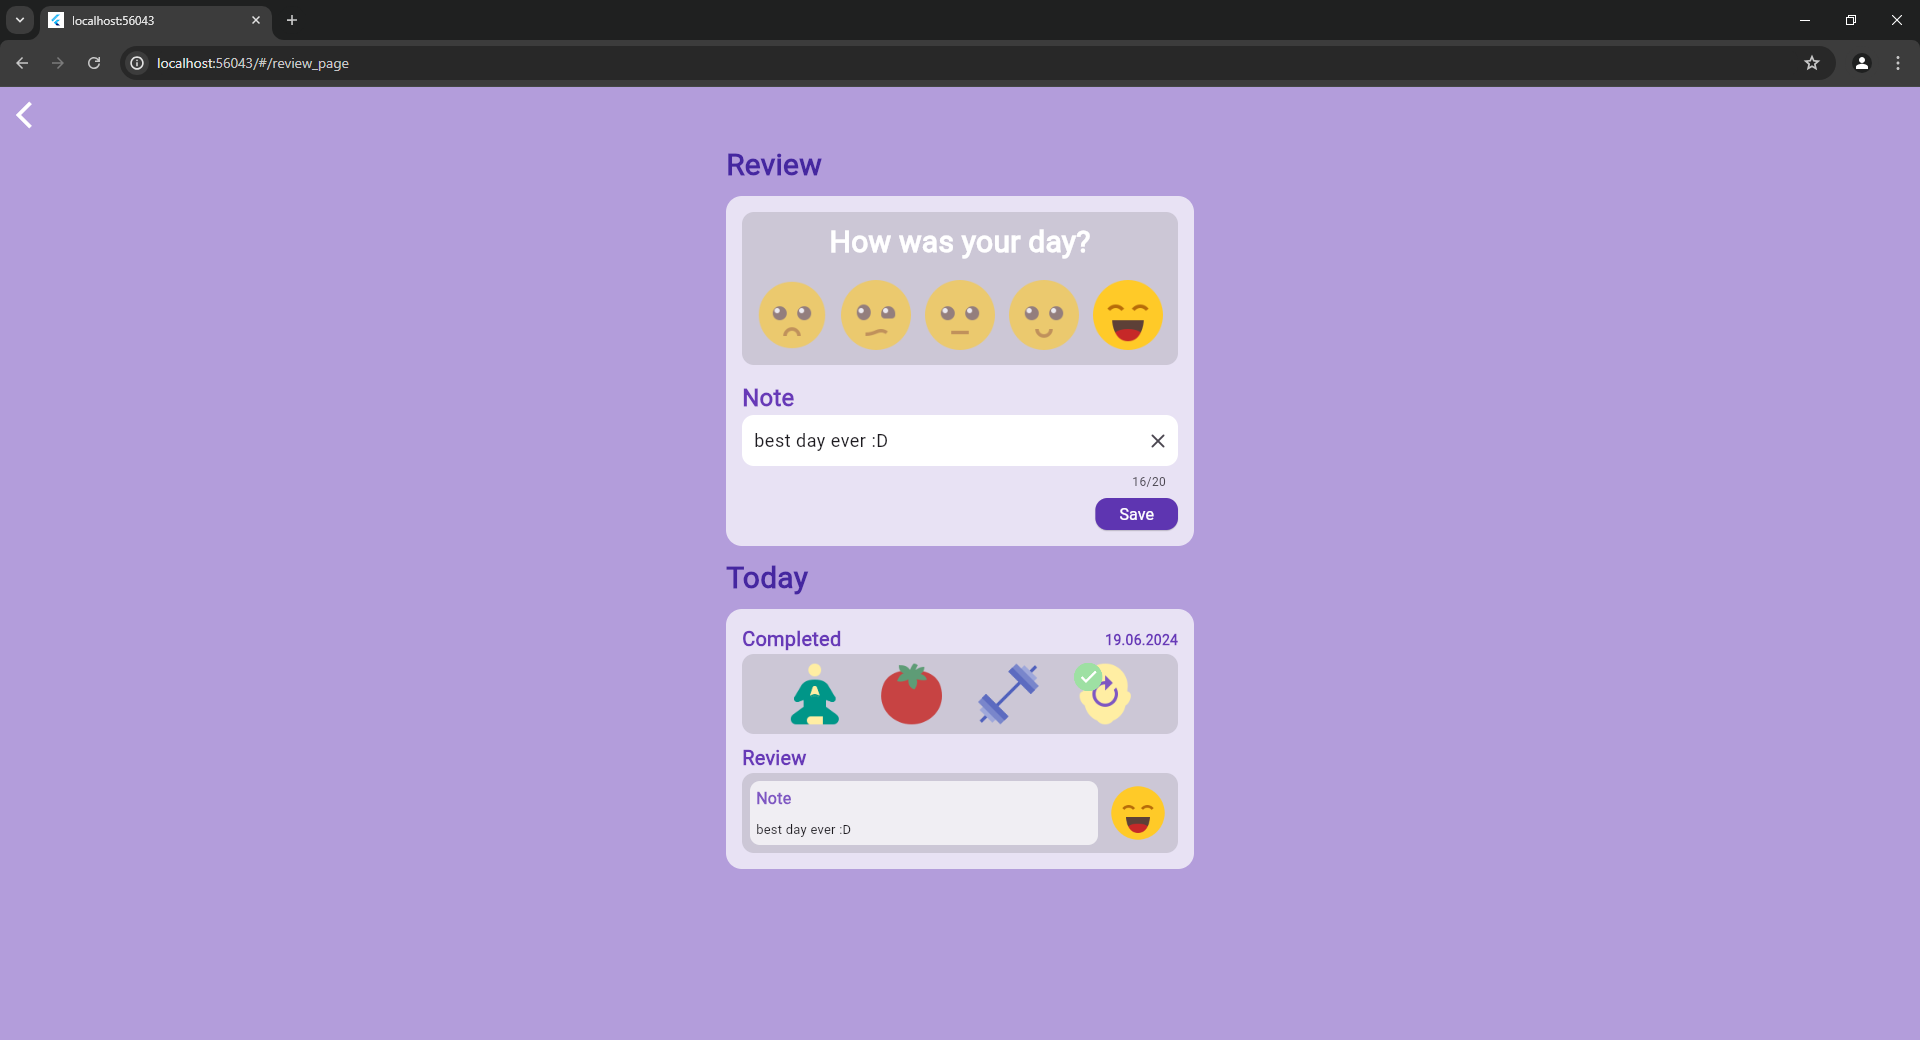 localhost:56043
localhost:56043/#/review_page
Review
How was your day?
Note
best day ever :D
16/20
Save
Today
Completed
19.06.2024
Review
Note
best day ever :D